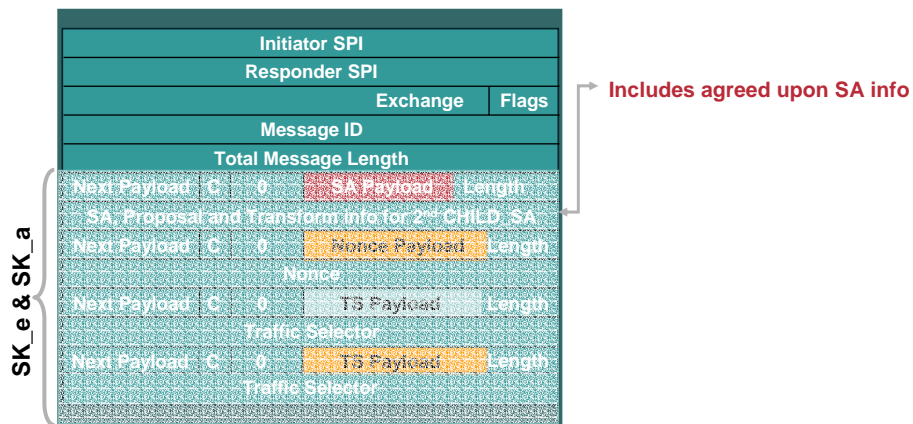 Initiator SPI
Responder SPI
Exchange Flags
Message ID
Total Message Length
Includes agreed upon SA info
SK_e & SK_a
Next Payload C 0 SA Payload Length
SA, Proposal and Transform info for 2nd CHILD_SA
Next Payload C 0 Nonce Payload Length
Nonce
Next Payload C 0 TS Payload Length
Traffic Selector
Next Payload C 0 TS Payload Length
Traffic Selector